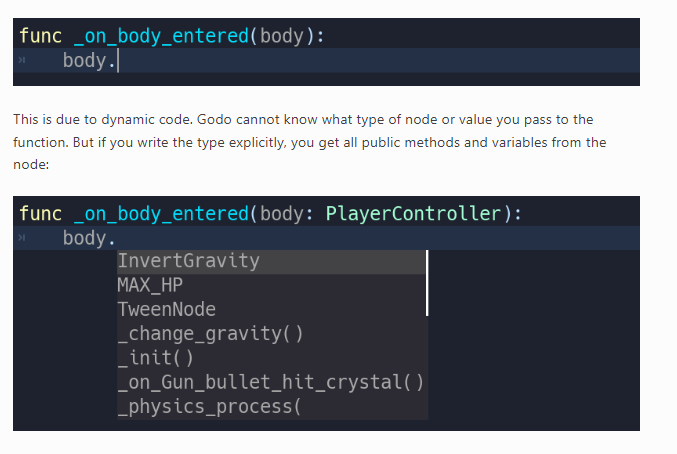 func _on_body_entered(body):
body.
This is due to dynamic code. Godo cannot know what type of node or value you pass to the
function. But if you write the type explicitly, you get all public methods and variables from the
node:
func _on_body_entered(body: PlayerController):
body.
InvertGravity
MAX_HP
TweenNode
_change_gravity()
_init()
_on_Gun_bullet_hit_crystal()
_physics_process(